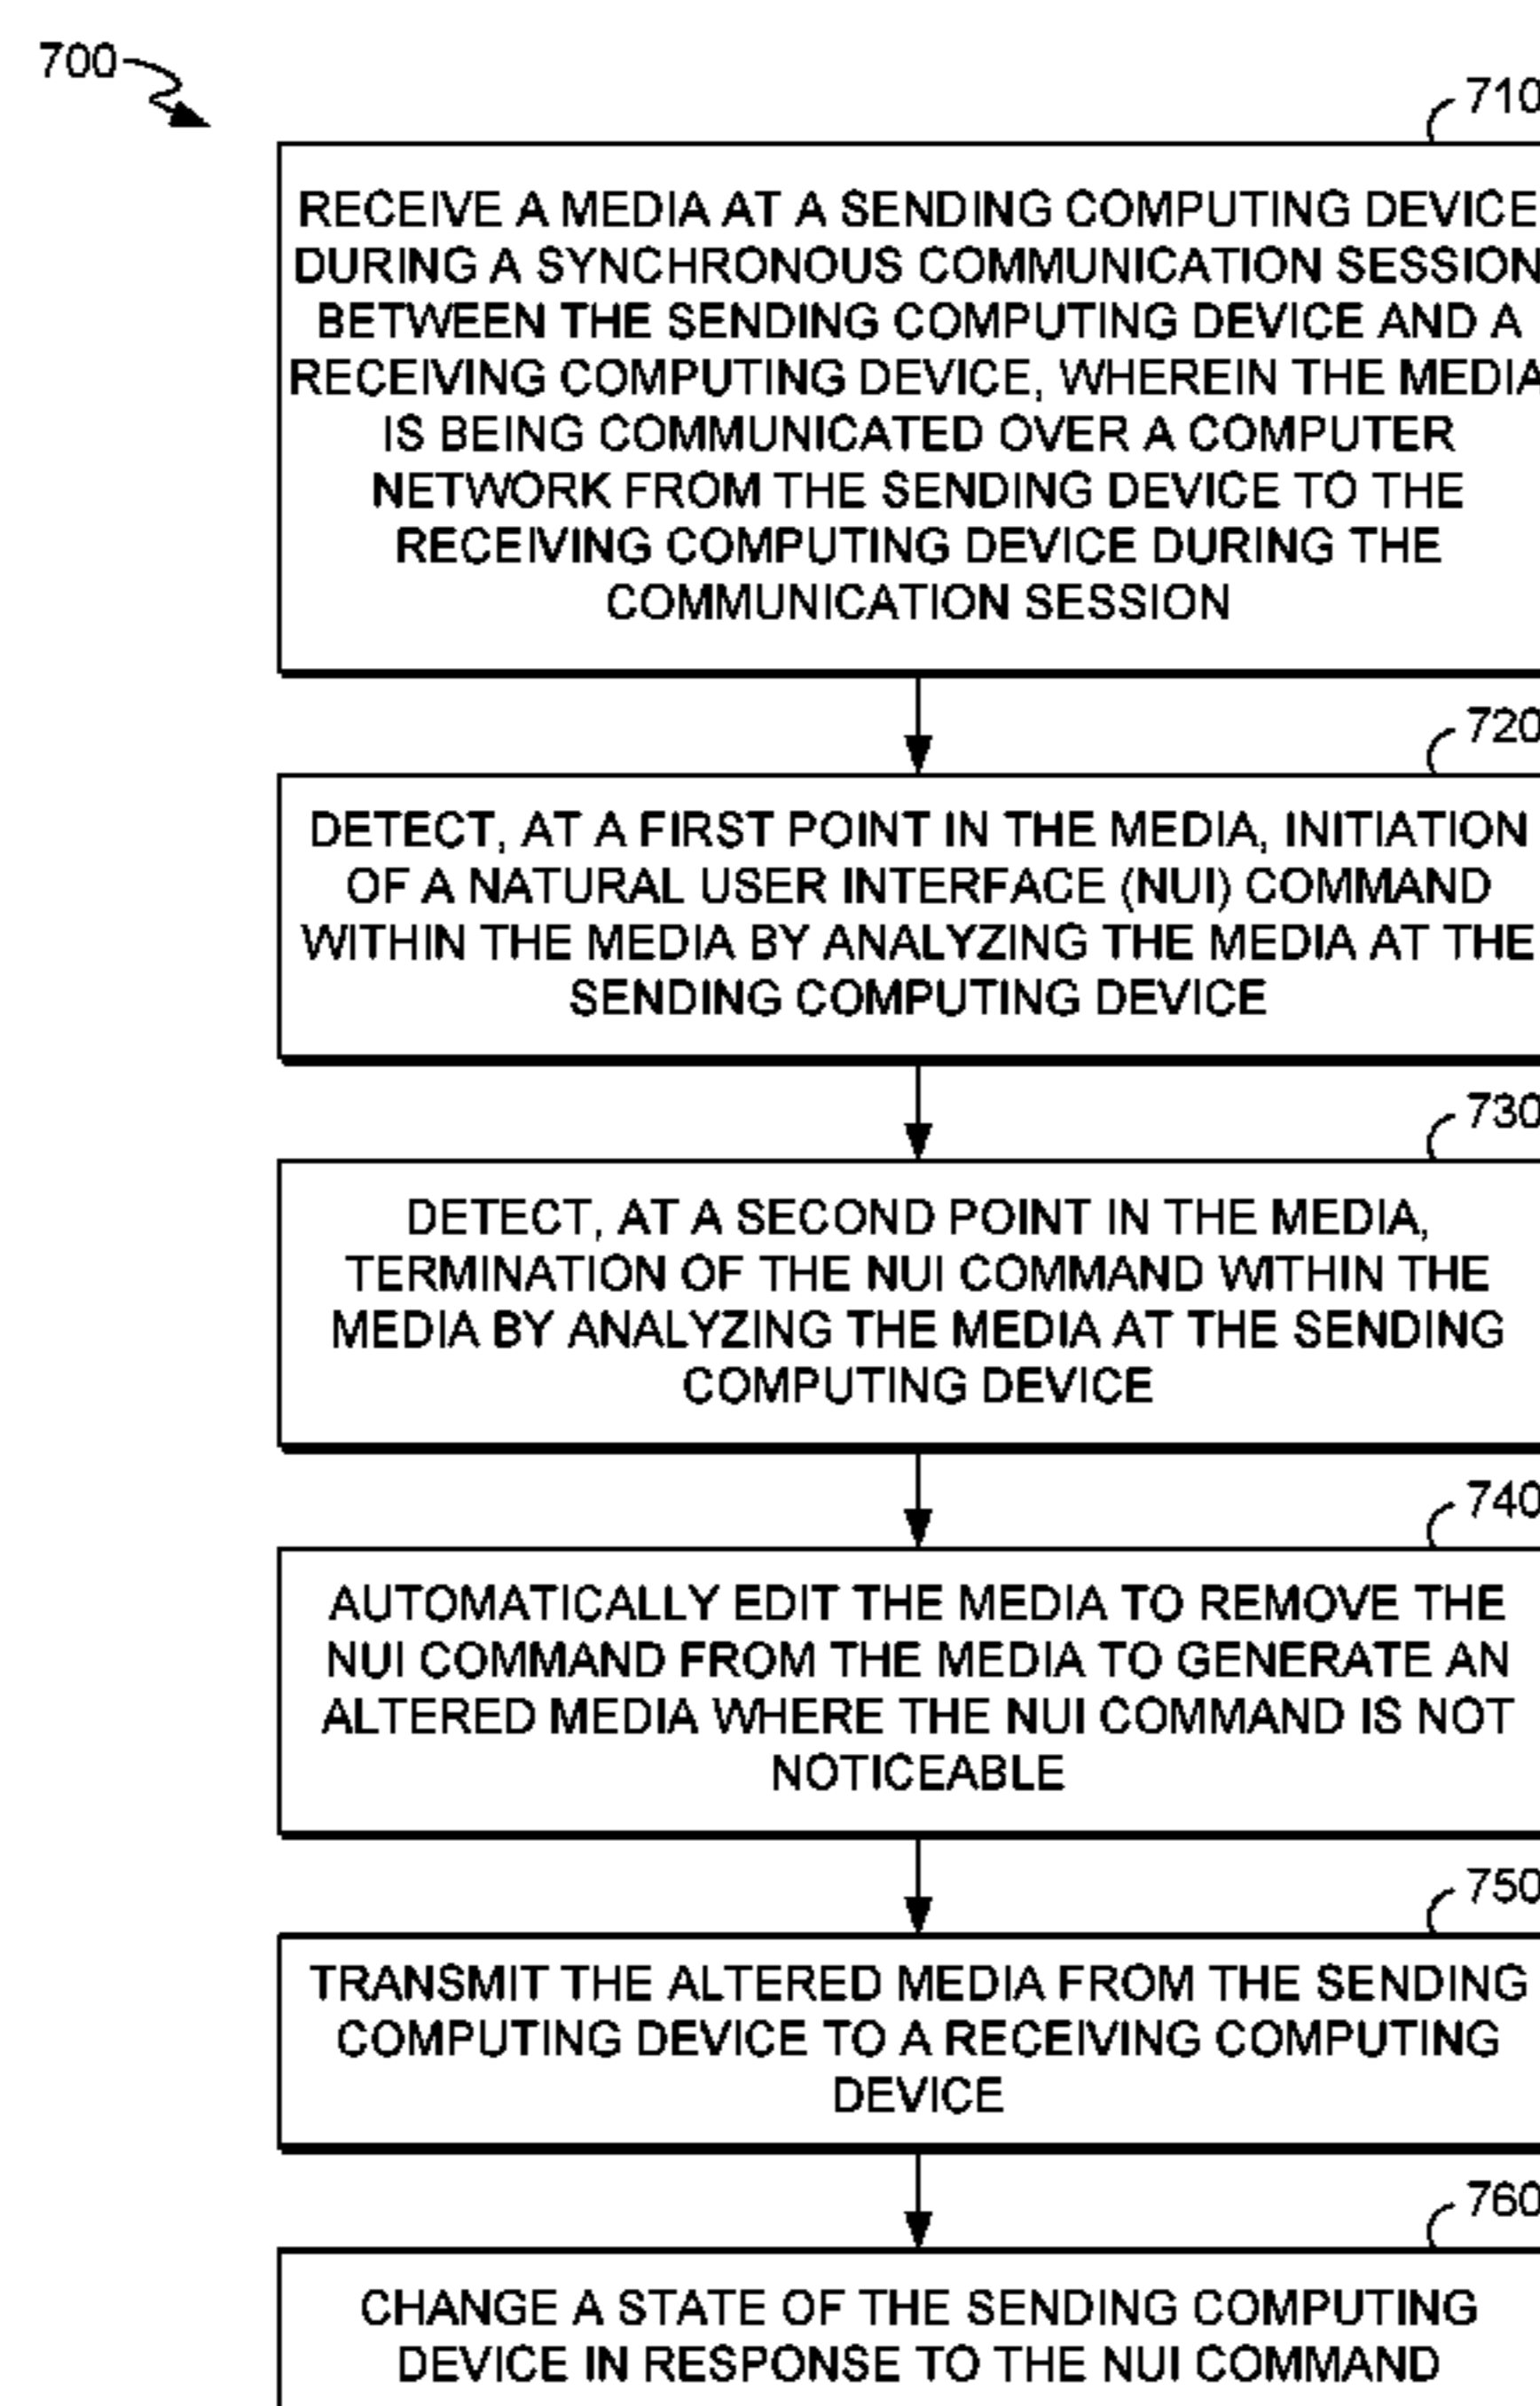 700
710
RECEIVE A MEDIA AT A SENDING COMPUTING DEVICE
DURING A SYNCHRONOUS COMMUNICATION SESSION
BETWEEN THE SENDING COMPUTING DEVICE AND A
RECEIVING COMPUTING DEVICE, WHEREIN THE MEDIA
IS BEING COMMUNICATED OVER A COMPUTER
NETWORK FROM THE SENDING DEVICE TO THE
RECEIVING COMPUTING DEVICE DURING THE
COMMUNICATION SESSION
720
DETECT, AT A FIRST POINT IN THE MEDIA, INITIATION
OF A NATURAL USER INTERFACE (NUI) COMMAND
WITHIN THE MEDIA BY ANALYZING THE MEDIA AT THE
SENDING COMPUTING DEVICE
730
DETECT, AT A SECOND POINT IN THE MEDIA,
TERMINATION OF THE NUI COMMAND WITHIN THE
MEDIA BY ANALYZING THE MEDIA AT THE SENDING
COMPUTING DEVICE
740
AUTOMATICALLY EDIT THE MEDIA TO REMOVE THE
NUI COMMAND FROM THE MEDIA TO GENERATE AN
ALTERED MEDIA WHERE THE NUI COMMAND IS NOT
NOTICEABLE
750
TRANSMIT THE ALTERED MEDIA FROM THE SENDING
COMPUTING DEVICE TO A RECEIVING COMPUTING
DEVICE
760
CHANGE A STATE OF THE SENDING COMPUTING
DEVICE IN RESPONSE TO THE NUI COMMAND